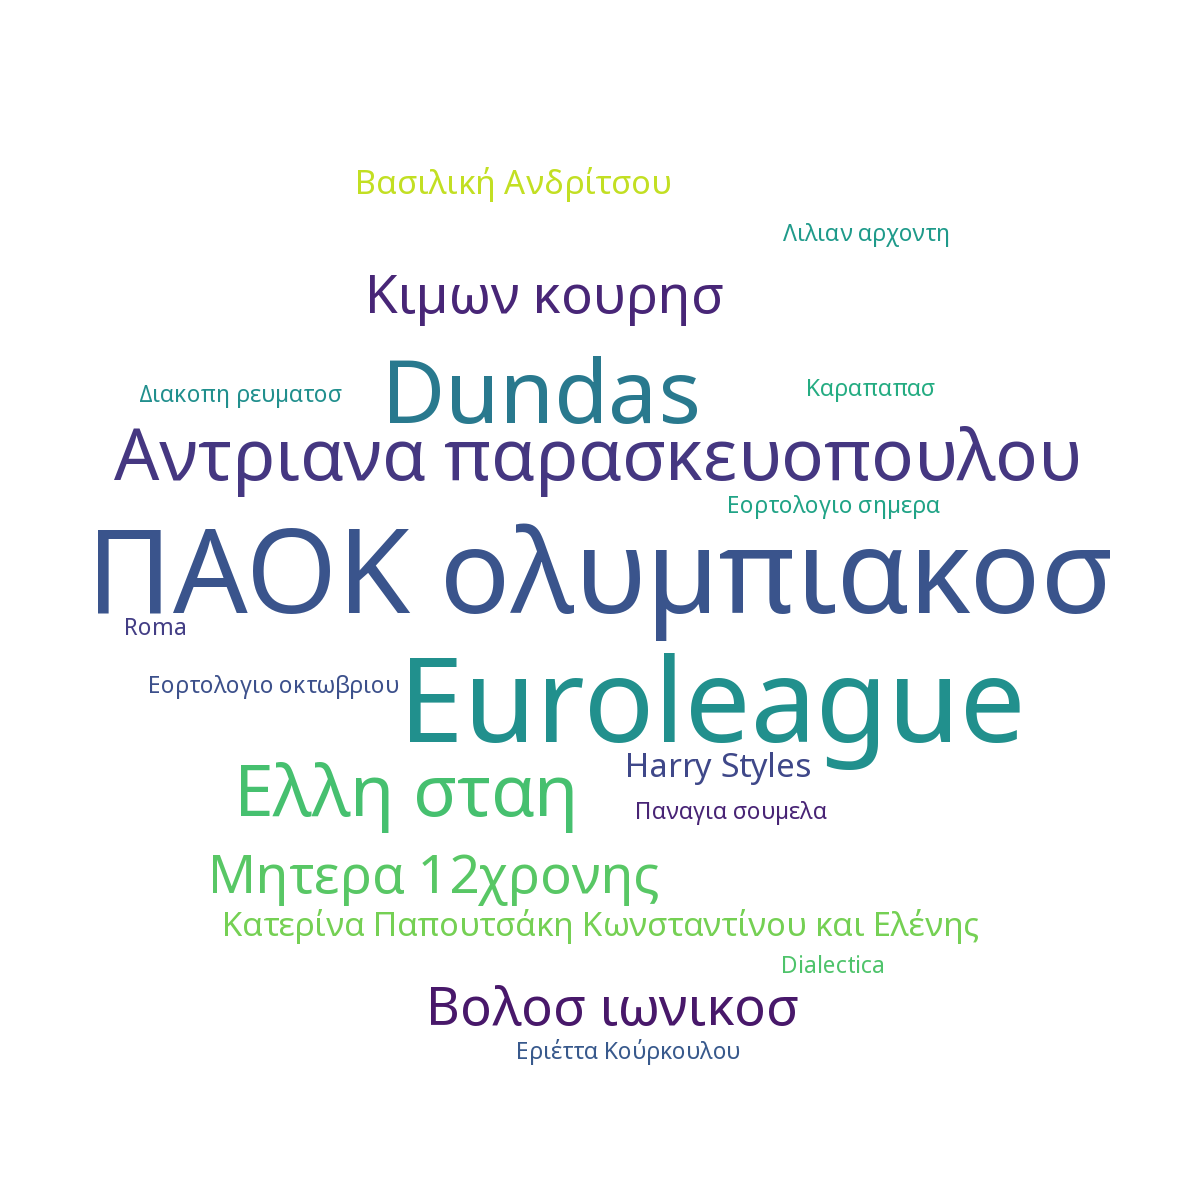 Βασιλική Ανδρίτσου
Λιλιαν αρχοντη
Κιμων κουρησ
Dundas
Διακοπη ρευματοσ
Καραπαπασ
Αντριανα παρασκευοπουλου
Εορτολογιο σημερα
ΠΑΟΚ ολυμπιακοσ
Roma
Εορτολογιο οκτωβριου
Euroleague
Ελλη σταη
Harry Styles
Παναγια σουμελα
Μητερα 12χρονης
Κατερίνα Παπουτσάκη Κωνσταντίνου και Ελένης
Dialectica
Βολοσ ιωνικοσ
Εριέττα Κούρκουλου